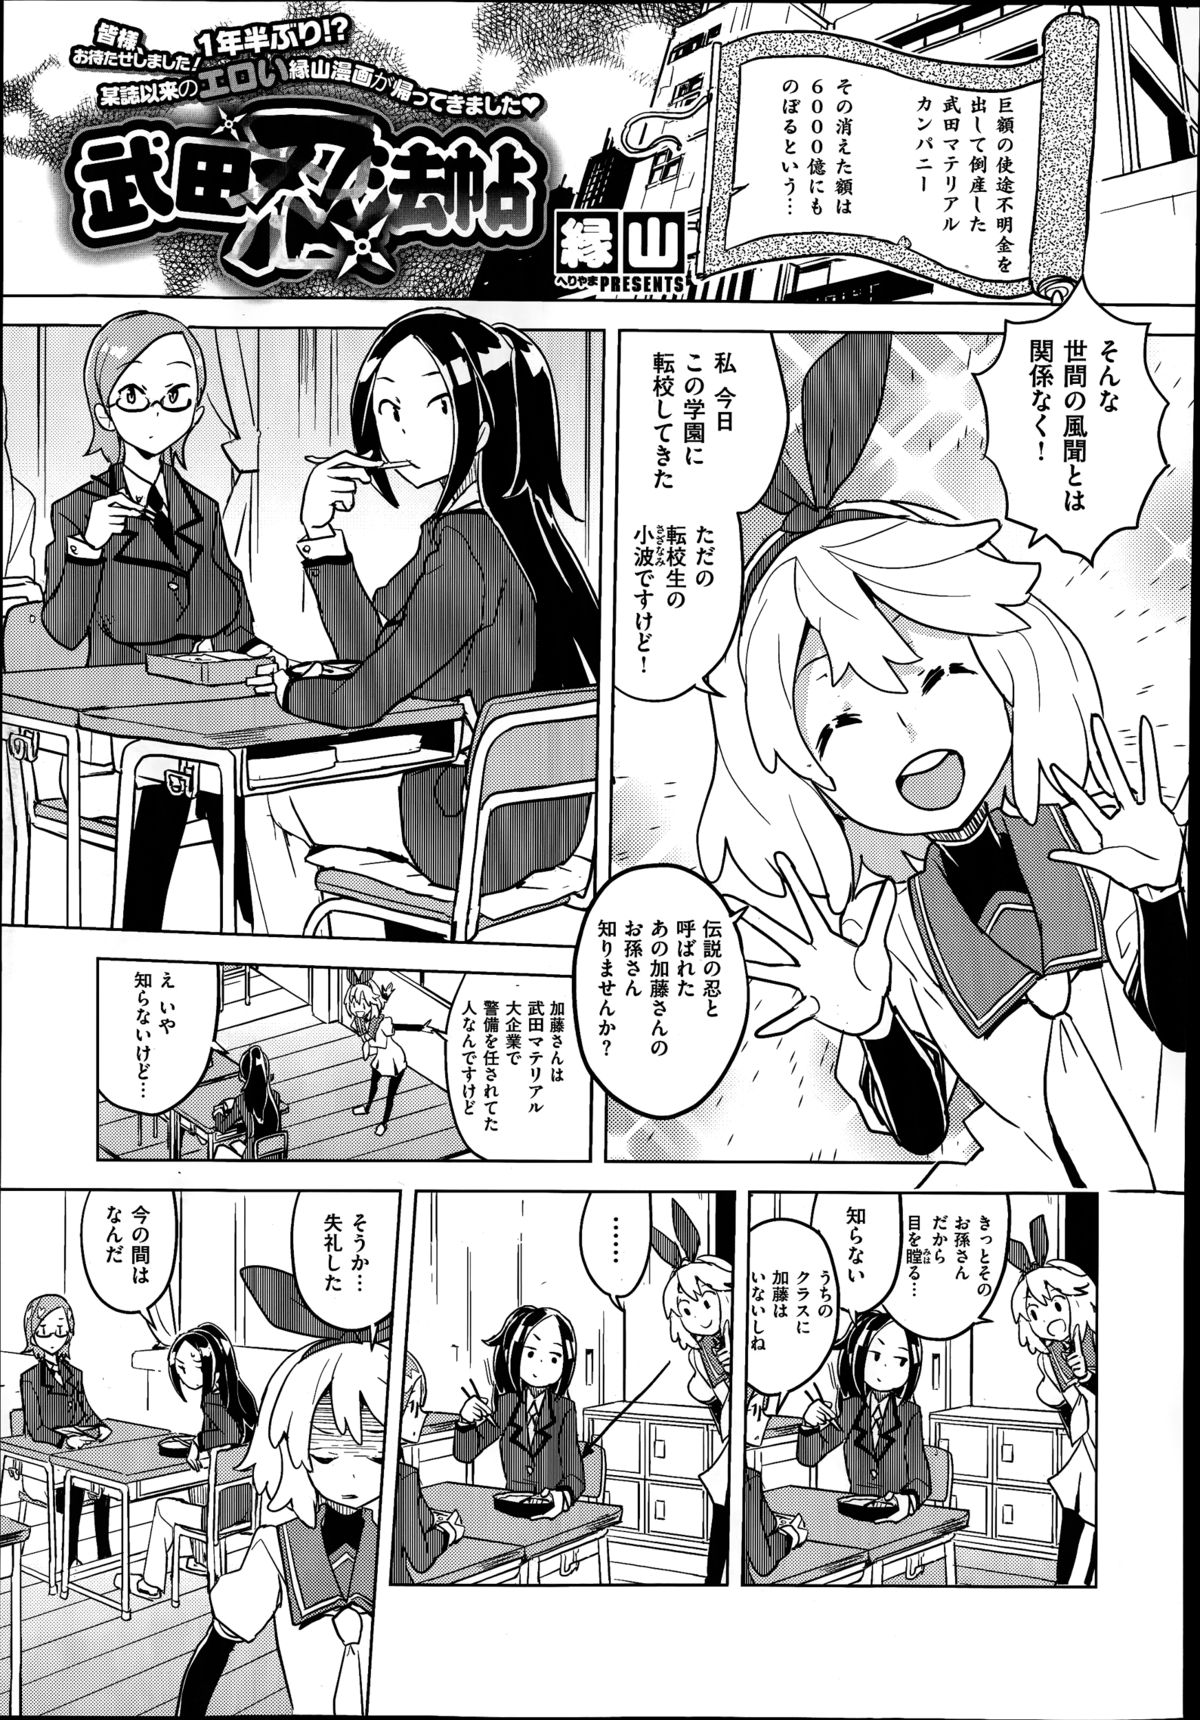 皆様
お待たせしました！
1年半ぶり!?
某誌以来のエロい縁山漫画が帰ってきました♥
武田忍法帖
縁山
へりやま PRESENTS
巨額の使途不明金を
出して倒産した
武田マテリアル
カンパニー
その消えた額は
6000億にも
のぼるという…
そんな
世間の風聞とは
関係なく！
私 今日
この学園に
転校してきた
ただの
転校生の
小波ですけど！
さざなみ
伝説の忍と
呼ばれた
あの加藤さんの
お孫さん
知りませんか？
加藤さんは
武田マテリアル
大企業で
警備を任されてた
人なんですけど
え いや
知らないけど…
きっとその
お孫さん
だから
目を瞠る…
みは
知らない
うちの
クラスに
加藤は
いないしね
……
そうか…
失礼した
今の間は
なんだ